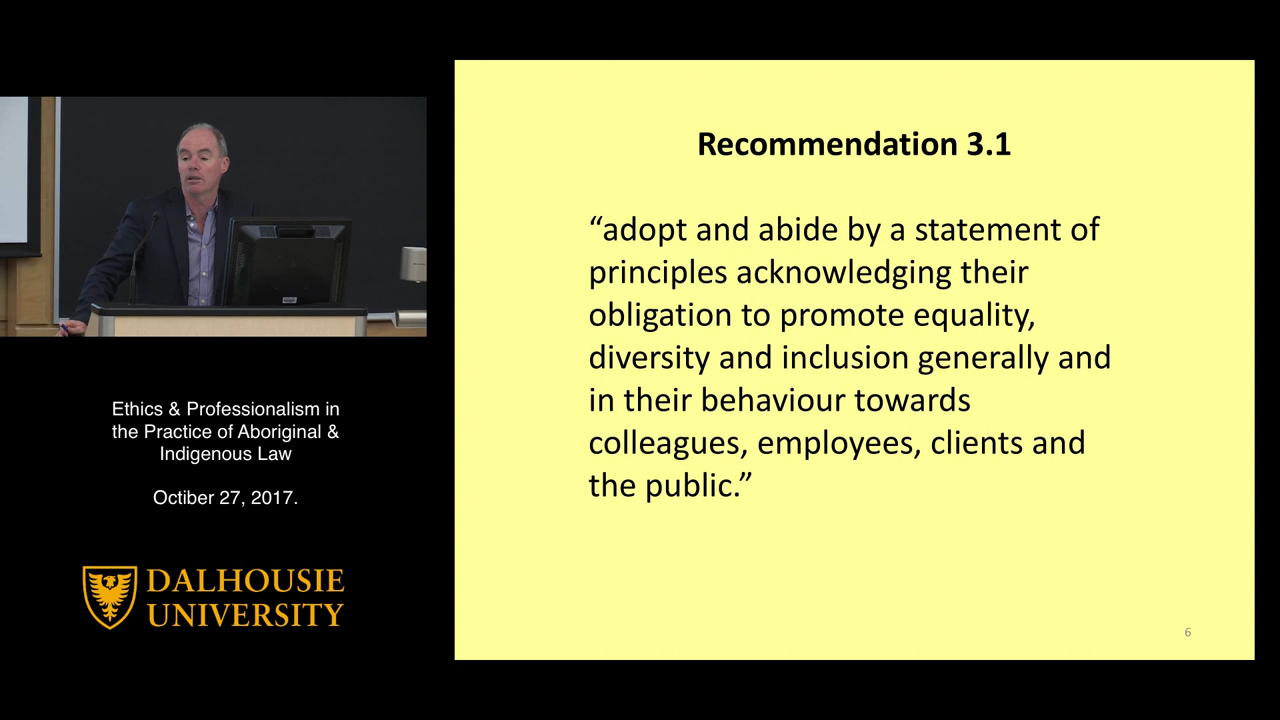 Recommendation 3.1
“adopt and abide by a statement of
principles acknowledging their
obligation to promote equality,
diversity and inclusion generally and
in their behaviour towards
colleagues, employees, clients and
the public.”
6
Ethics & Professionalism in
the Practice of Aboriginal &
Indigenous Law
Octiber 27, 2017.
DALHOUSIE
UNIVERSITY